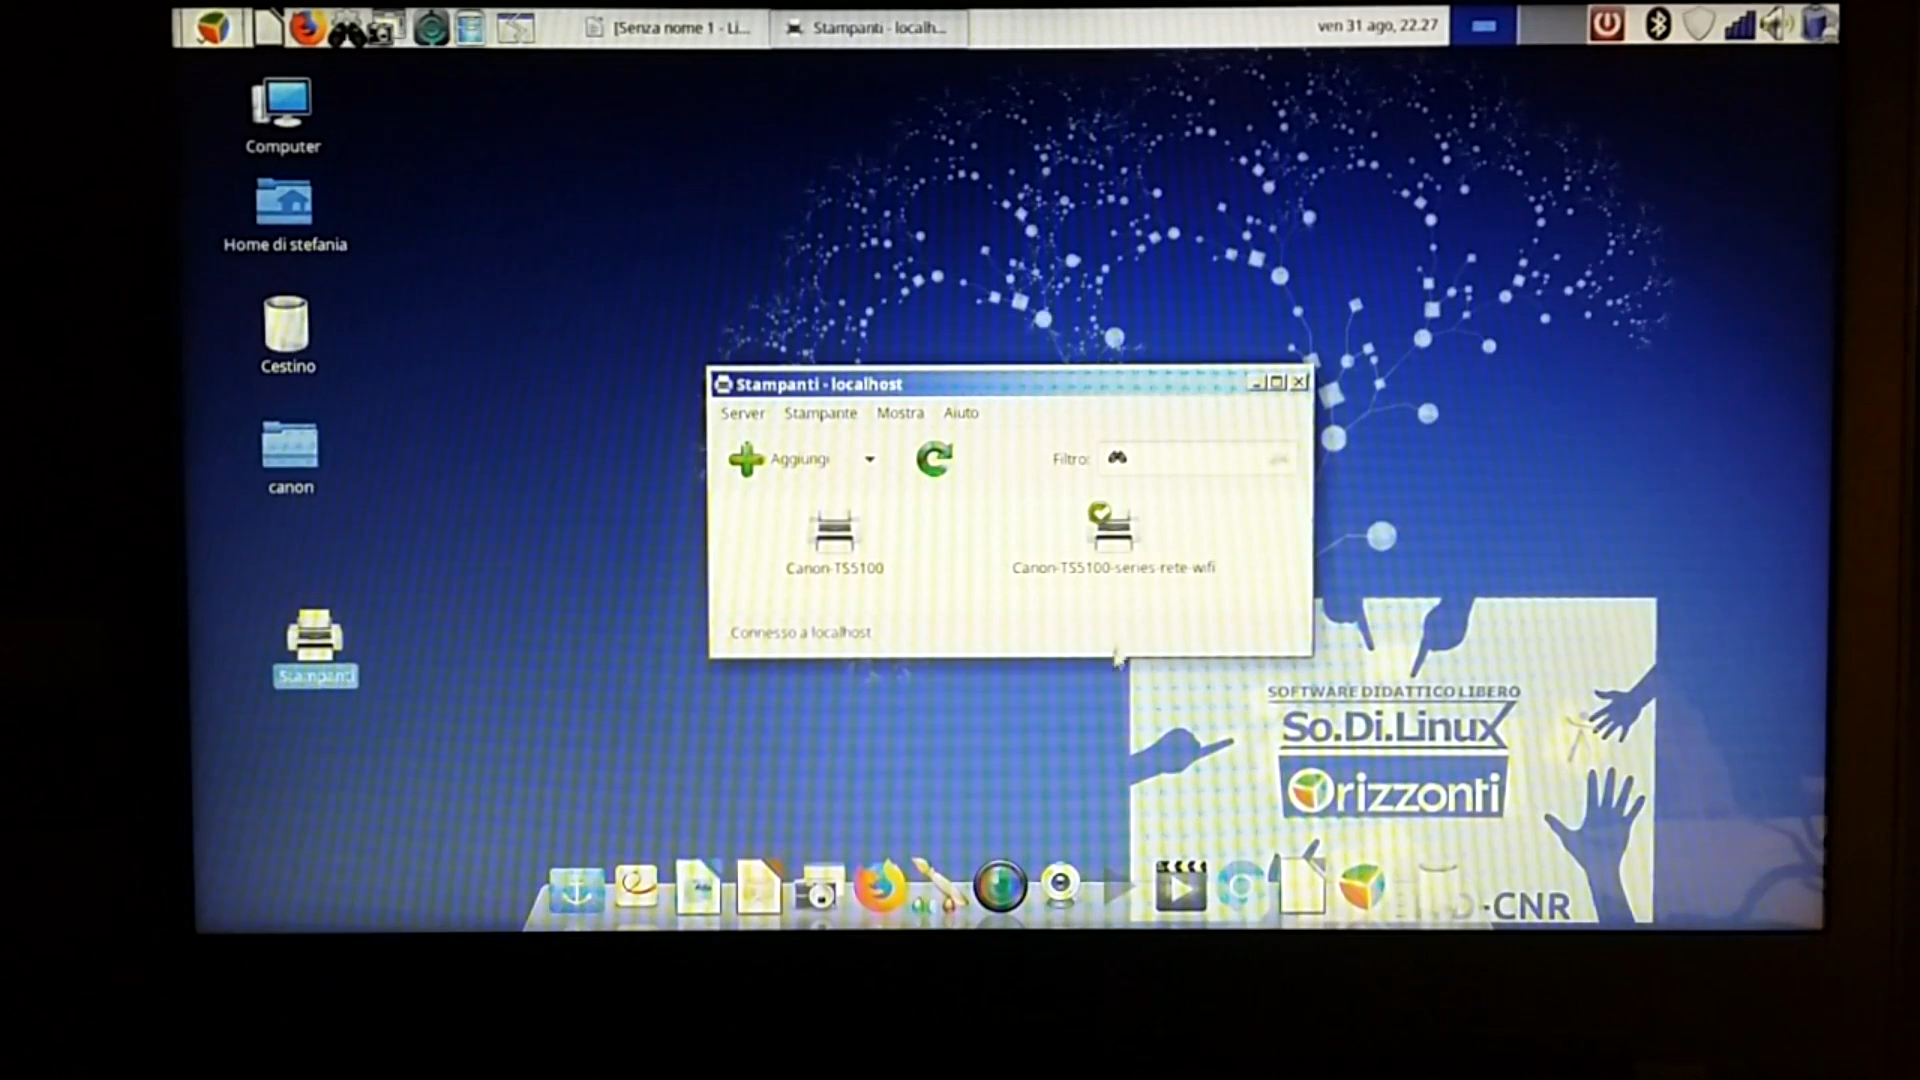 [Senza nome 1 - Li...
Stampanti - localh...
ven 31 ago, 22.27
Computer
Home di stefania
Cestino
canon
Stampanti
Stampanti - localhost
Server Stampante Mostra Aiuto
Aggiungi
Filtro:
Canon-TS5100
Canon-TS5100-series-rete-wifi
Connesso a localhost
SOFTWARE DIDATTICO LIBERO
So.Di.Linux
Orizzonti
-CNR